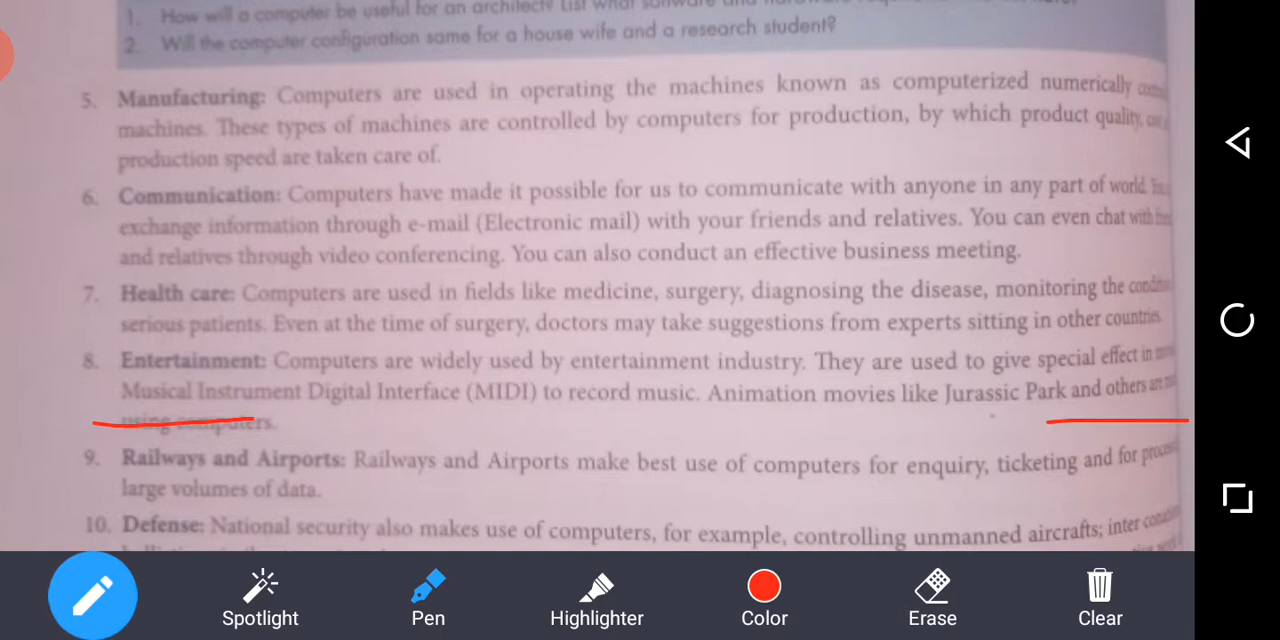 1. How will a computer be useful for an architect? List what software and hardware
2. Will the computer configuration same for a house wife and a research student?
5. Manufacturing: Computers are used in operating the machines known as computerized numerically
machines. These types of machines are controlled by computers for production, by which product quality,
production speed are taken care of.
6. Communication: Computers have made it possible for us to communicate with anyone in any part of world.
exchange information through e-mail (Electronic mail) with your friends and relatives. You can even chat with
and relatives through video conferencing. You can also conduct an effective business meeting.
7. Health care: Computers are used in fields like medicine, surgery, diagnosing the disease, monitoring the
serious patients. Even at the time of surgery, doctors may take suggestions from experts sitting in other countries.
8. Entertainment: Computers are widely used by entertainment industry. They are used to give special effect in
Musical Instrument Digital Interface (MIDI) to record music. Animation movies like Jurassic Park and others are
using computers.
9. Railways and Airports: Railways and Airports make best use of computers for enquiry, ticketing and for
large volumes of data.
10. Defense: National security also makes use of computers, for example, controlling unmanned aircrafts; inter
Spotlight
Pen
Highlighter
Color
Erase
Clear